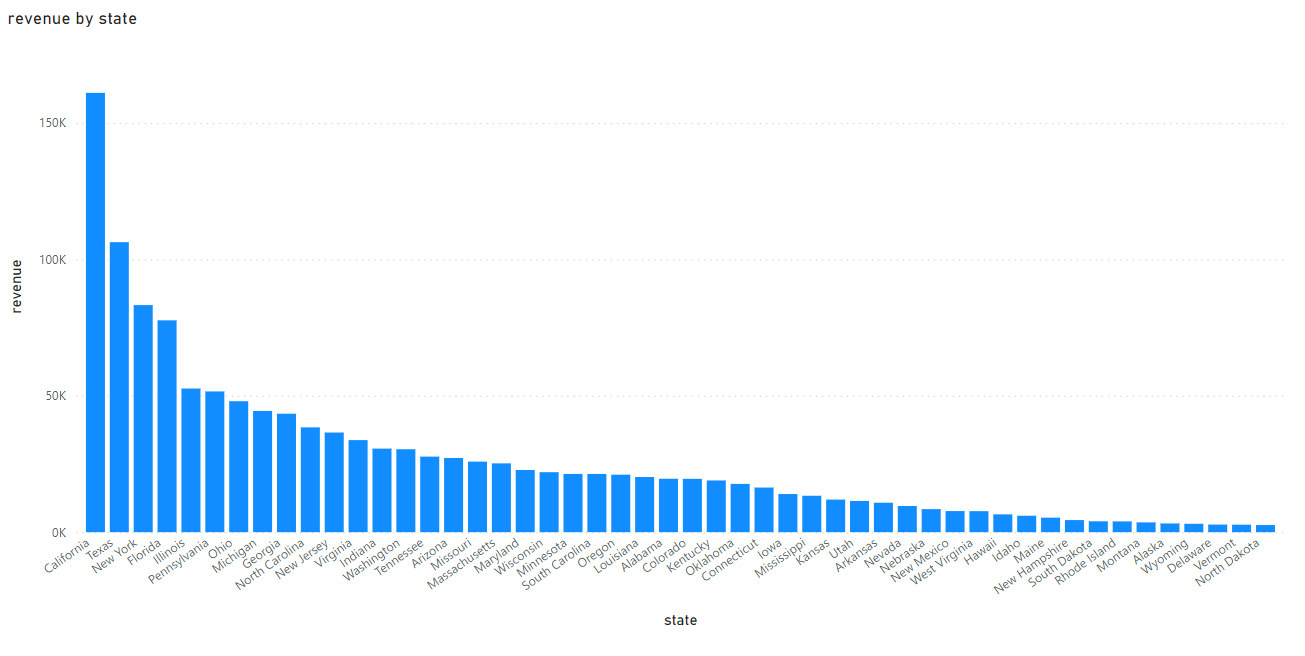 revenue by state
150K
100K
50K
0K
revenue
California
Texas
New York
Florida
Illinois
Pennsylvania
Ohio
Michigan
Georgia
North Carolina
New Jersey
Virginia
Indiana
Washington
Tennessee
Arizona
Missouri
Massachusetts
Maryland
Wisconsin
Minnesota
South Carolina
Oregon
Louisiana
Alabama
Colorado
Kentucky
Oklahoma
Connecticut
Iowa
Mississippi
Kansas
Utah
Arkansas
Nevada
Nebraska
New Mexico
West Virginia
Hawaii
Idaho
Maine
New Hampshire
South Dakota
Rhode Island
Montana
Alaska
Wyoming
Delaware
Vermont
North Dakota
state